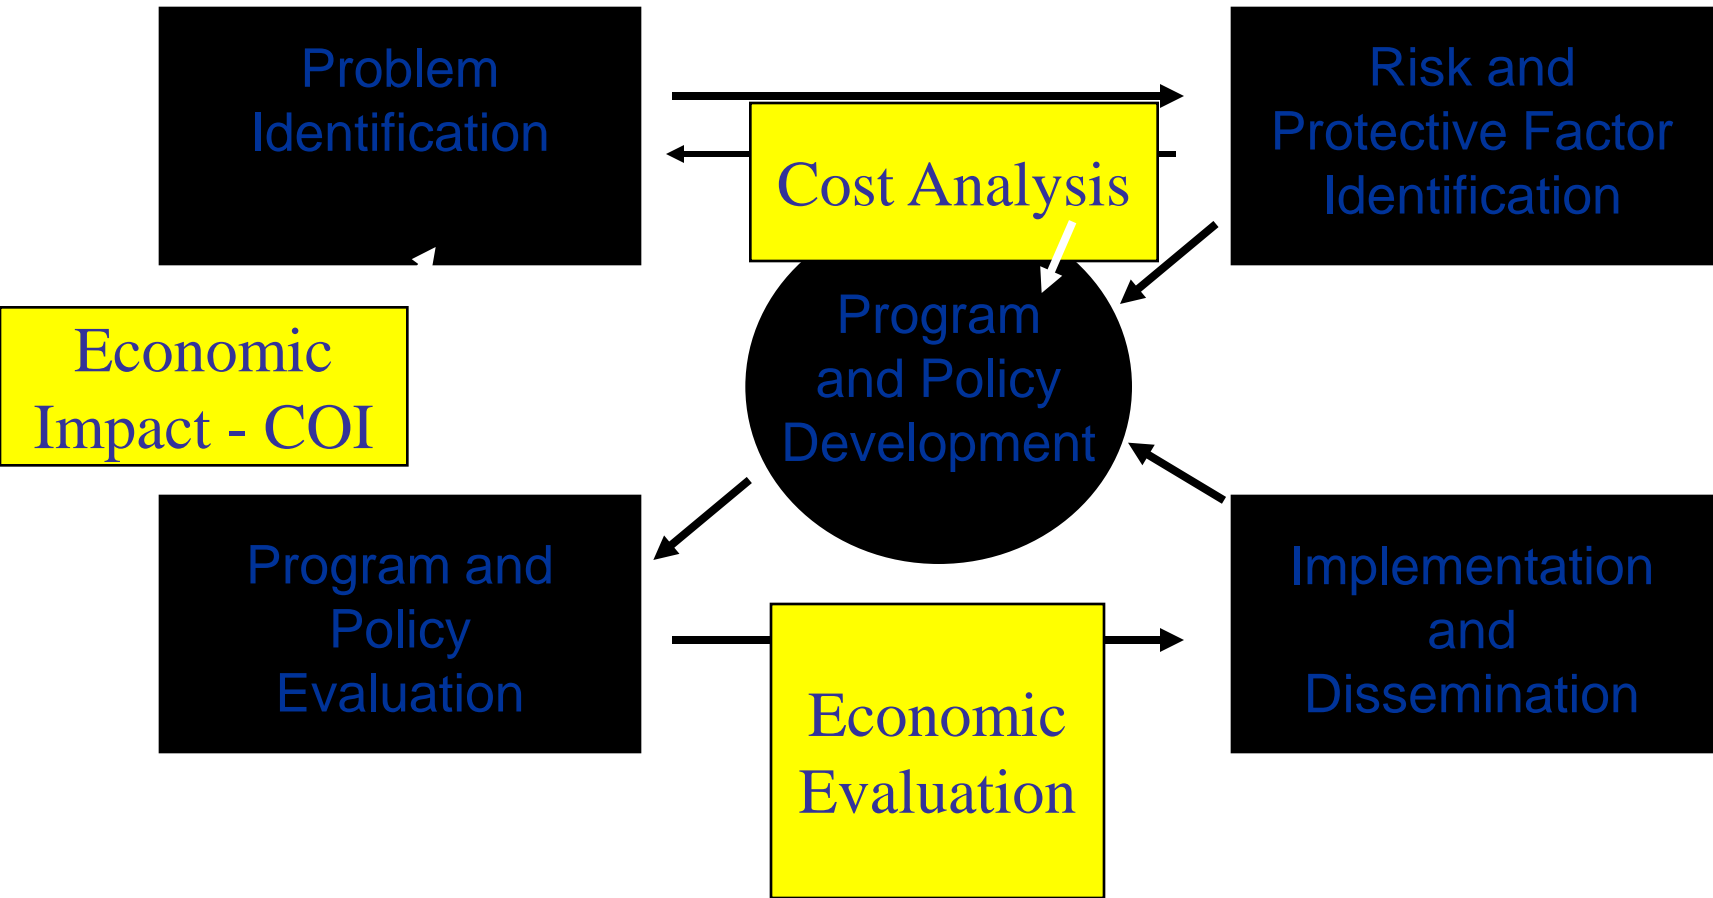 Problem
Identification
Risk and
Protective Factor
Identification
Cost Analysis
Program
and Policy
Development
Economic
Impact - COI
Program and
Policy
Evaluation
Economic
Evaluation
Implementation
and
Dissemination